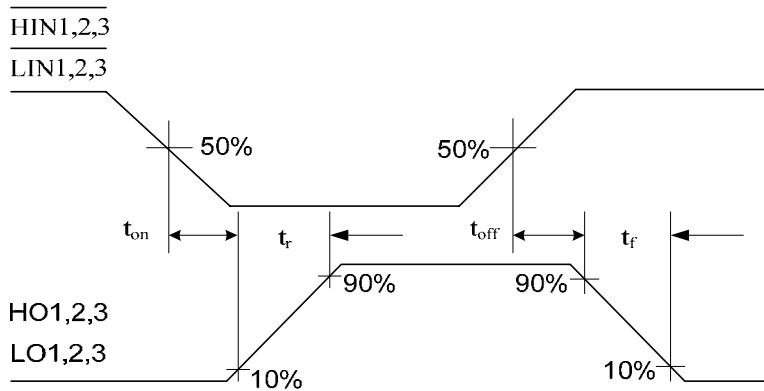 HIN1,2,3
LIN1,2,3
50%
50%
ton
tr
toff
tf
90%
90%
HO1,2,3
LO1,2,3
10%
10%